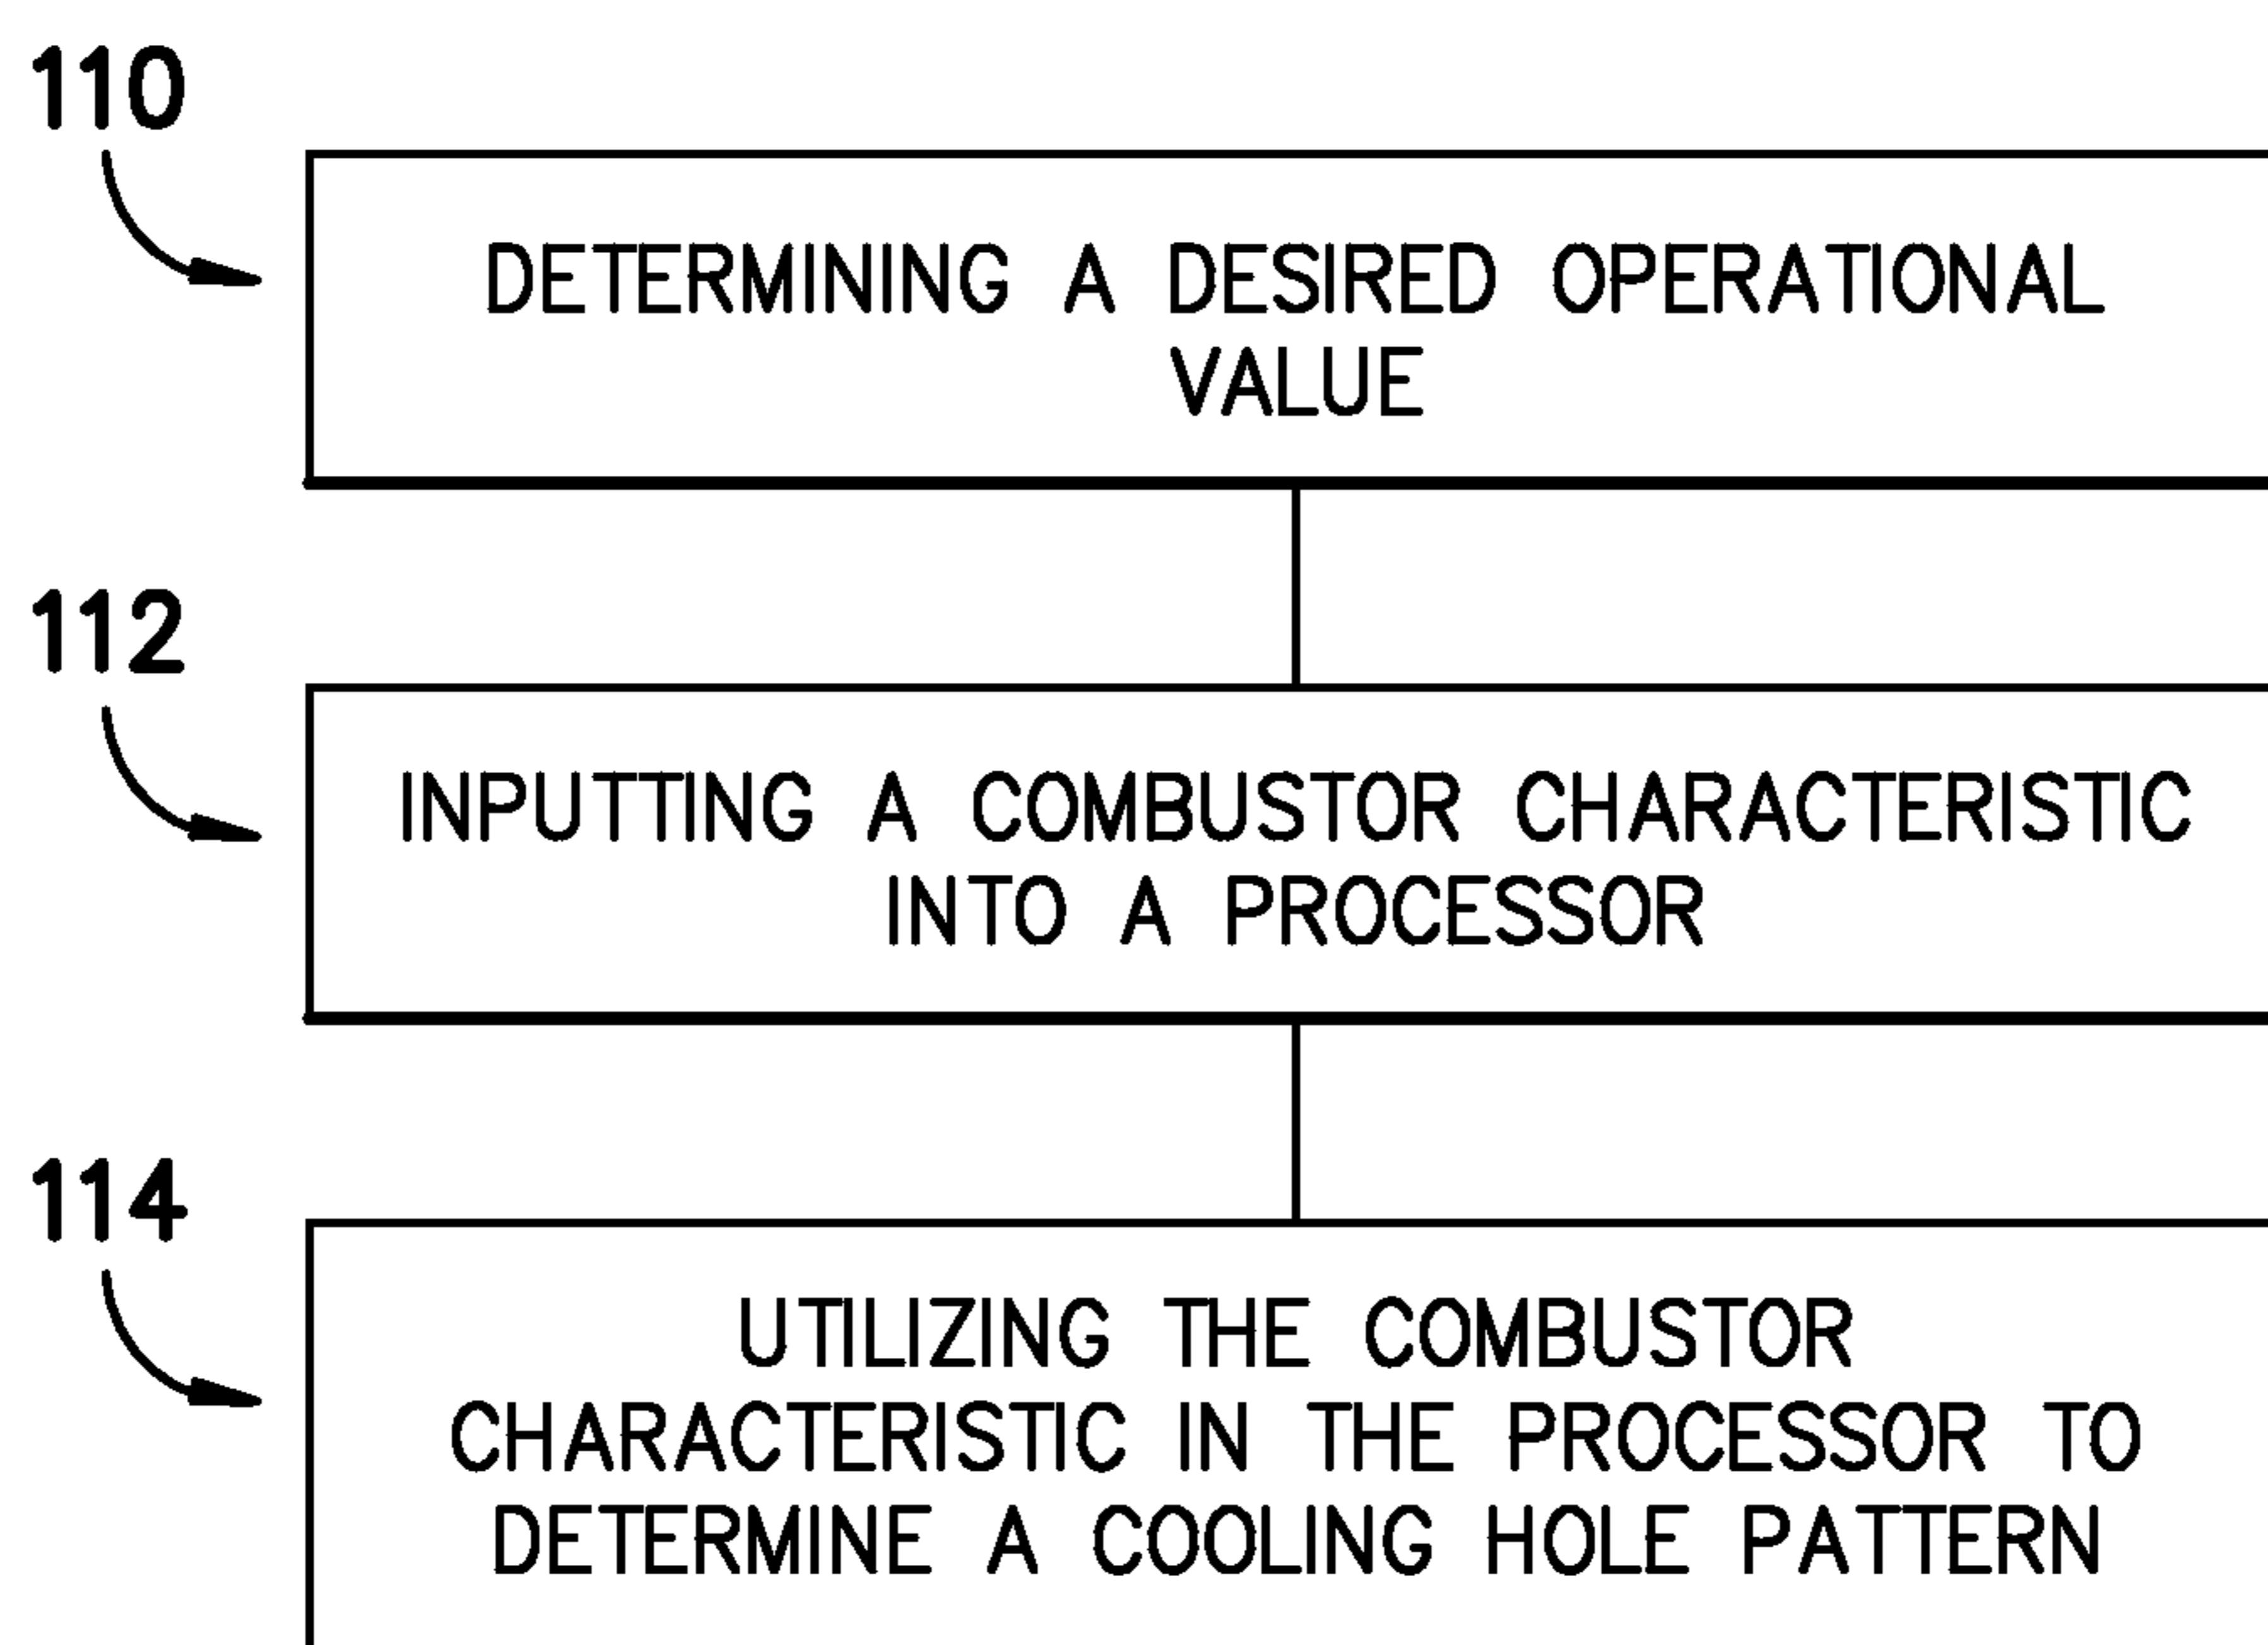 110
DETERMINING A DESIRED OPERATIONAL
VALUE
112
INPUTTING A COMBUSTOR CHARACTERISTIC
INTO A PROCESSOR
114
UTILIZING THE COMBUSTOR
CHARACTERISTIC IN THE PROCESSOR TO
DETERMINE A COOLING HOLE PATTERN